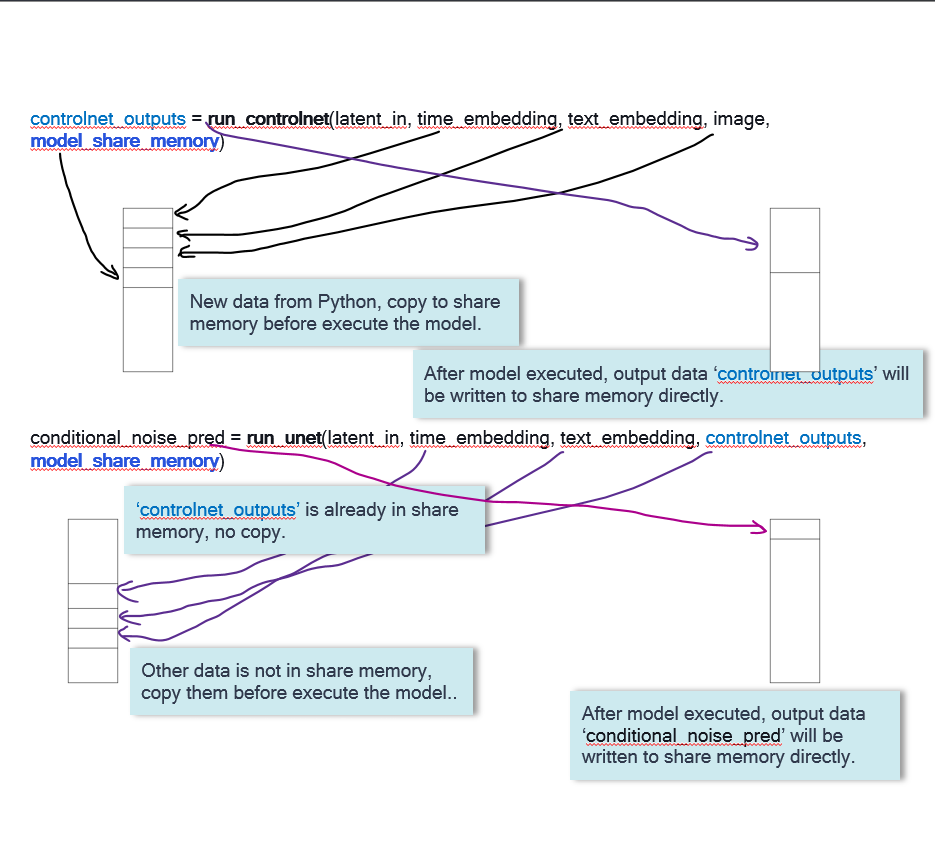 controlnet_outputs = run_controlnet(latent_in, time_embedding, text_embedding, image,
model_share_memory)
New data from Python, copy to share
memory before execute the model.
After model executed, output data ‘controlnet_outputs’ will
be written to share memory directly.
conditional_noise_pred = run_unet(latent_in, time_embedding, text_embedding, controlnet_outputs,
model_share_memory)
‘controlnet_outputs’ is already in share
memory, no copy.
Other data is not in share memory,
copy them before execute the model..
After model executed, output data
‘conditional_noise_pred’ will be
written to share memory directly.